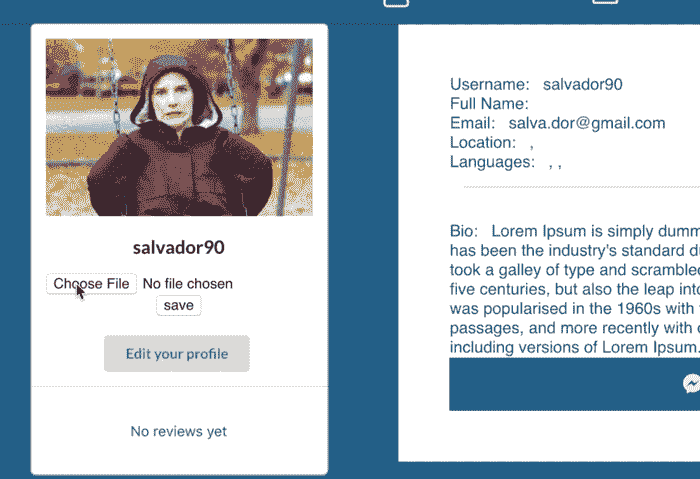 salvador90
Choose File No file chosen
save
Edit your profile
No reviews yet
Username: salvador90
Full Name:
Email: salva.dor@gmail.com
Location: ,
Languages: , ,
Bio: Lorem Ipsum is simply dumm
has been the industry's standard d
took a galley of type and scramble
five centuries, but also the leap into
was popularised in the 1960s with
passages, and more recently with
including versions of Lorem Ipsum.